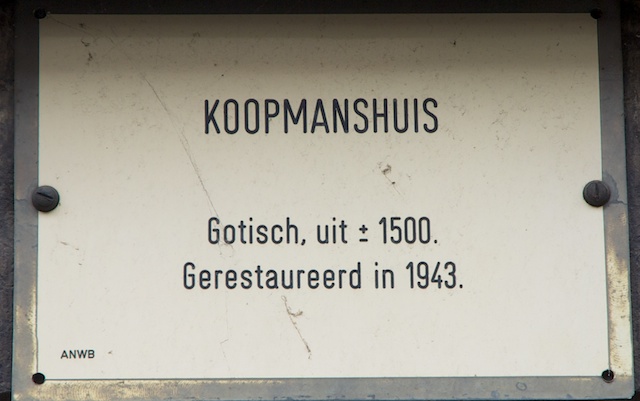 KOOPMANSHUIS
Gotisch, uit ± 1500.
Gerestaureerd in 1943.
ANWB